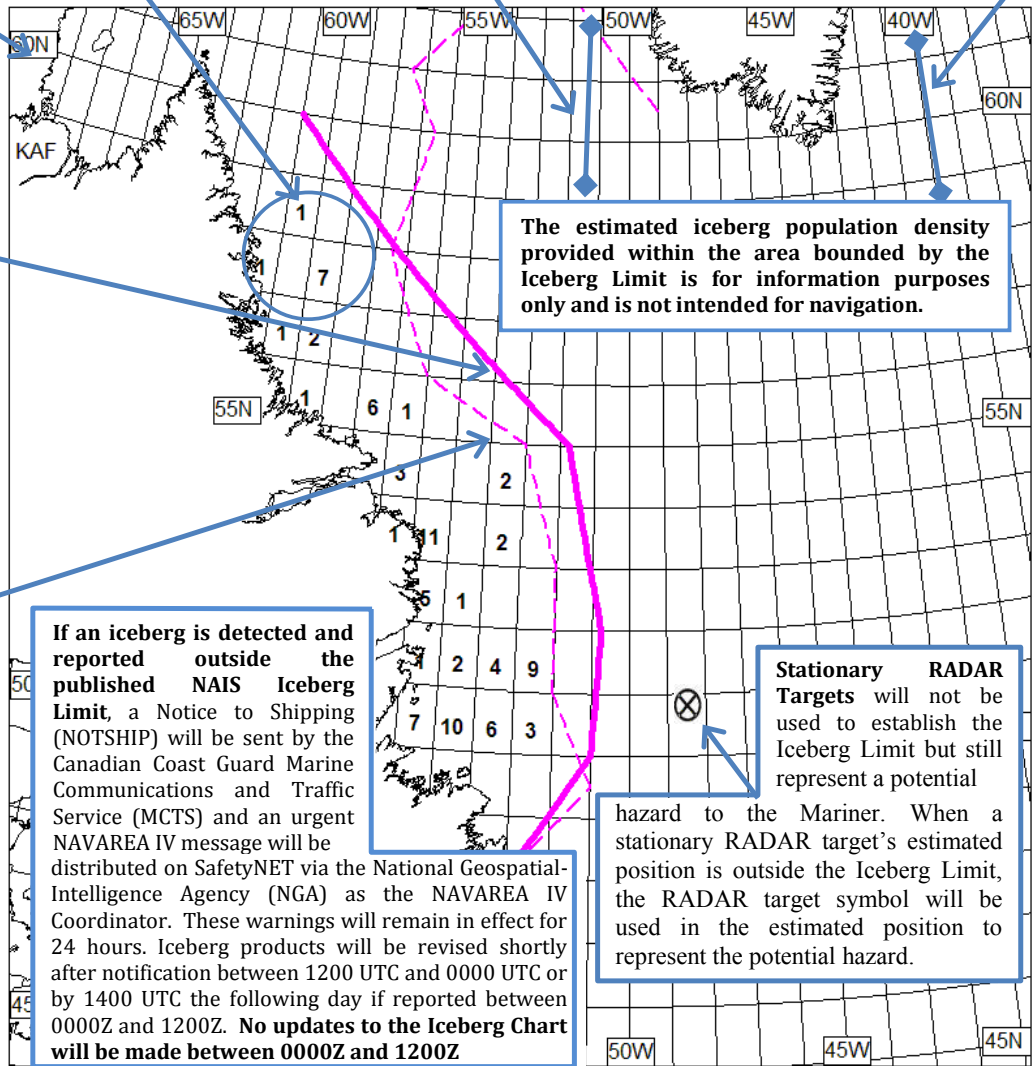 65W 60W 55W 50W 45W 40W
60N
60N
KAF
1
The estimated iceberg population density
provided within the area bounded by the
Iceberg Limit is for information purposes
only and is not intended for navigation.
1 7
1 2
55N 1 6 1 55N
3 2
1 11 2
5 1
1 2 4 9
7 10 6 3
50
If an iceberg is detected and
reported outside the
published NAIS Iceberg
Limit, a Notice to Shipping
(NOTSHIP) will be sent by the
Canadian Coast Guard Marine
Communications and Traffic
Service (MCTS) and an urgent
NAVAREA IV message will be
distributed on SafetyNET via the National Geospatial-
Intelligence Agency (NGA) as the NAVAREA IV
Coordinator. These warnings will remain in effect for
24 hours. Iceberg products will be revised shortly
after notification between 1200 UTC and 0000 UTC or
by 1400 UTC the following day if reported between
0000Z and 1200Z. No updates to the Iceberg Chart
will be made between 0000Z and 1200Z
Stationary RADAR
Targets will not be
used to establish the
Iceberg Limit but still
represent a potential
hazard to the Mariner. When a
stationary RADAR target's estimated
position is outside the Iceberg Limit,
the RADAR target symbol will be
used in the estimated position to
represent the potential hazard.
45
50W 45W 45N